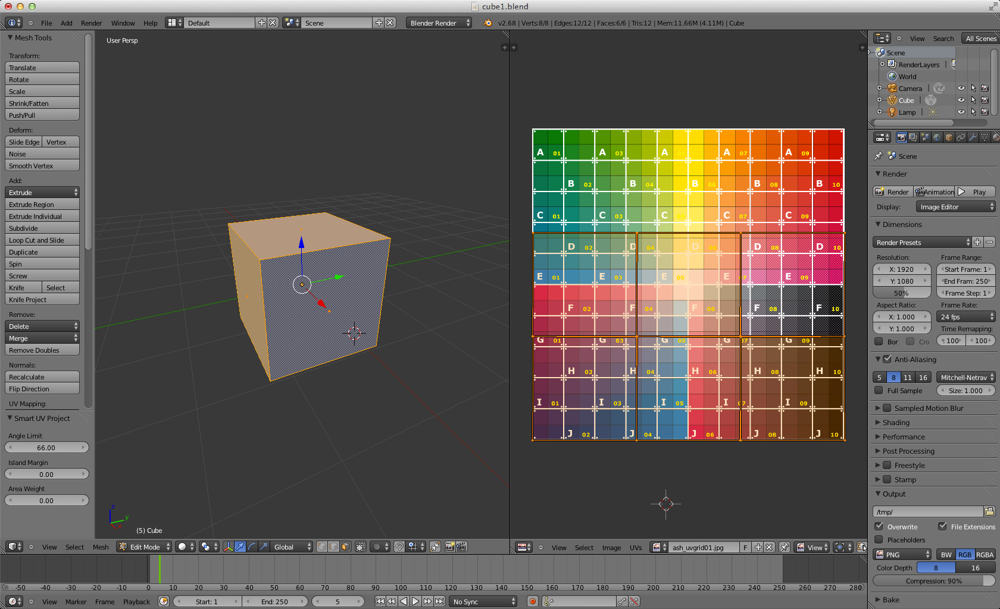 cube1.blend
File Add Render Window Help Default Scene Blender Render v2.68 | Verts:8/8 | Edges:12/12 | Faces:6/6 | Tris:12 | Mem:11.66M (4.11M) | Cube
Mesh Tools
Transform:
Translate
Rotate
Scale
Shrink/Fatten
Push/Pull
Deform:
Slide Edge Vertex
Noise
Smooth Vertex
Add:
Extrude
Extrude Region
Extrude Individual
Subdivide
Loop Cut and Slide
Duplicate
Spin
Screw
Knife Select
Knife Project
Remove:
Delete
Merge
Remove Doubles
Normals:
Recalculate
Flip Direction
UV Mapping:
Smart UV Project
Angle Limit
66.00
Island Margin
0.00
Area Weight
0.00
User Persp
z
y
x
(5) Cube
View Select Mesh Edit Mode Global
A 01 A 03 A 05 A 07 A 09
B 02 B 04 B 06 B 08 B 10
C 01 C 03 C 05 C 07 C 09
D 02 D 04 D 06 D 08 D 10
E 01 E 03 E 05 E 07 E 09
F 02 F 04 F 06 F 08 F 10
G 01 G 03 G 05 G 07 G 09
H 02 H 04 H 06 H 08 H 10
I 01 I 03 I 05 I 07 I 09
J 02 J 04 J 06 J 08 J 10
View Select Image UVs ash_uvgrid01.jpg F View
View Search All Scenes
Scene
RenderLayers
World
Camera
Cube
Lamp
Scene
Render
Render Animation Play
Display: Image Editor
Dimensions
Render Presets
Resolution: Frame Range:
X: 1920 Start Frame: 1
Y: 1080 End Fram: 250
50% Frame Step: 1
Aspect Ratio: Frame Rate:
X: 1.000 24 fps
Y: 1.000 Time Remapping:
Bor Cro 100 100
Anti-Aliasing
5 8 11 16 Mitchell-Netrav
Full Sample Size: 1.000
Sampled Motion Blur
Shading
Performance
Post Processing
Freestyle
Stamp
Output
/tmp/
Overwrite File Extensions
Placeholders
PNG BW RGB RGBA
Color Depth 8 16
Compression: 90%
Bake
-50 -40 -30 -20 -10 0 10 20 30 40 50 60 70 80 90 100 110 120 130 140 150 160 170 180 190 200 210 220 230 240 250 260 270 280
View Marker Frame Playback Start: 1 End: 250 5 No Sync